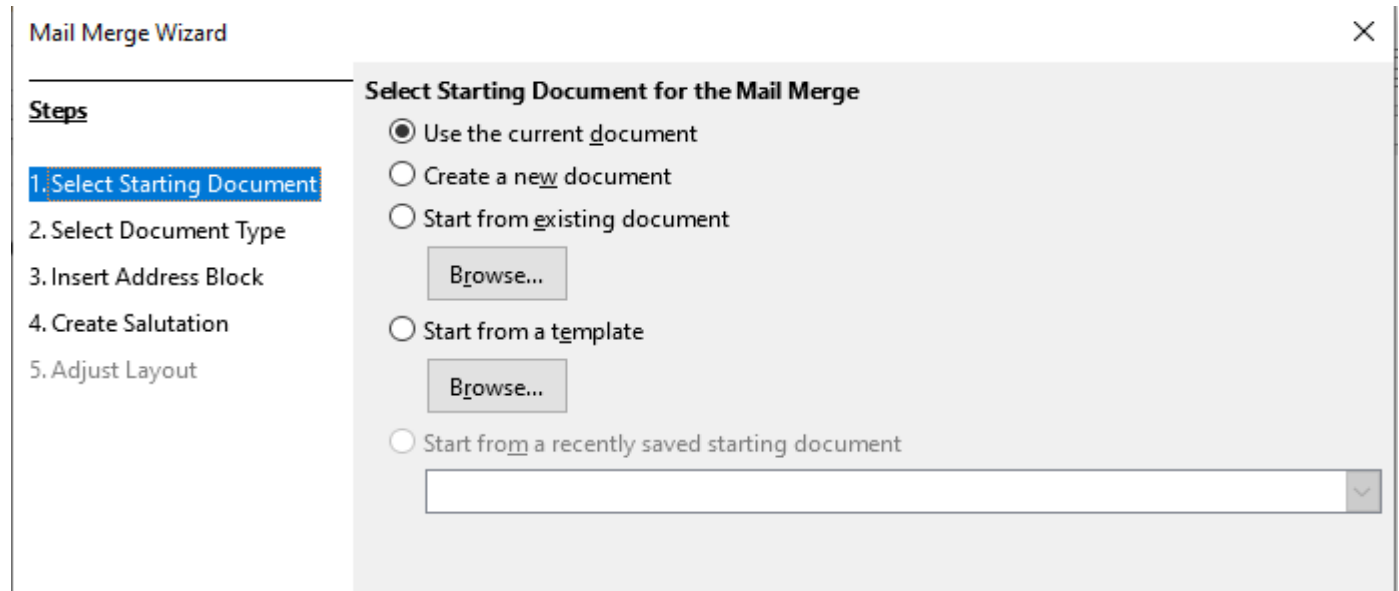 Mail Merge Wizard
Steps
1. Select Starting Document
2. Select Document Type
3. Insert Address Block
4. Create Salutation
5. Adjust Layout
Select Starting Document for the Mail Merge
Use the current document
Create a new document
Start from existing document
Browse...
Start from a template
Browse...
Start from a recently saved starting document